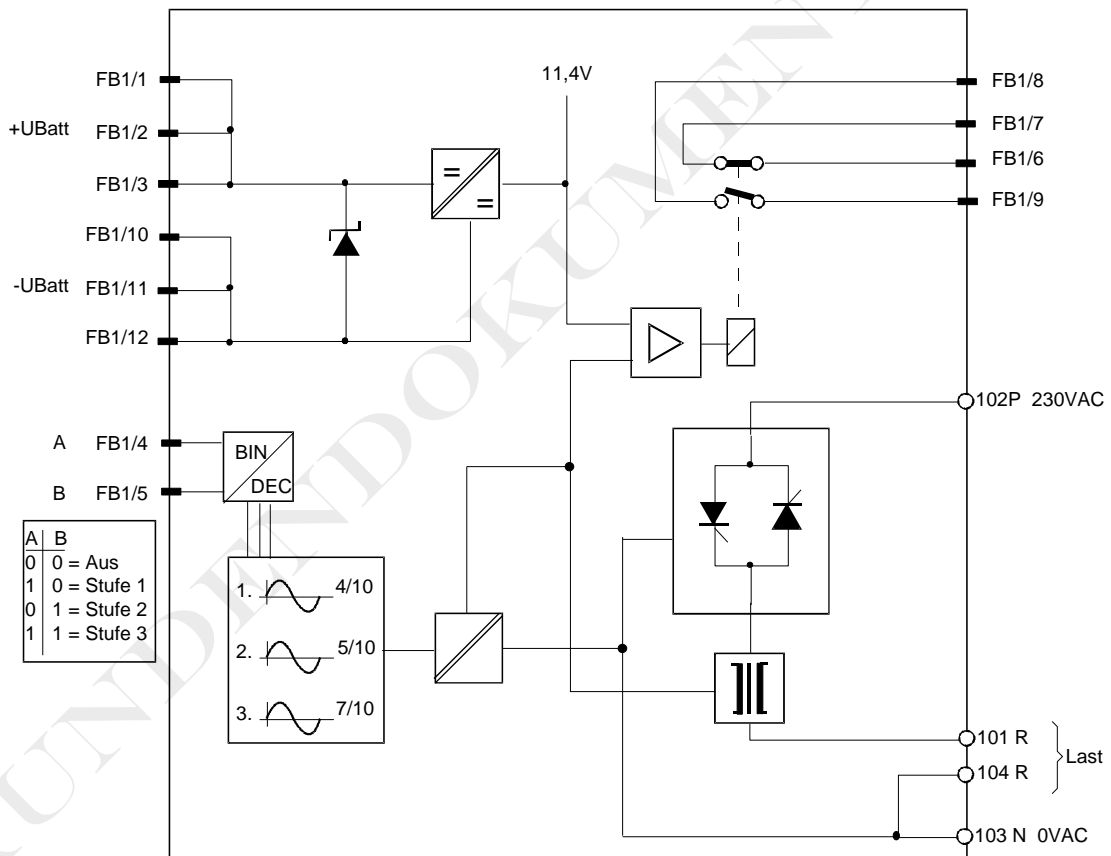 KUNDENDOKUMEN
FB1/1
+UBatt FB1/2
FB1/3
FB1/10
-UBatt FB1/11
FB1/12
11,4V
=
=
FB1/8
FB1/7
FB1/6
FB1/9
102P 230VAC
A FB1/4
B FB1/5
BIN
DEC
A B
0 0 = Aus
1 0 = Stufe 1
0 1 = Stufe 2
1 1 = Stufe 3
1. 4/10
2. 5/10
3. 7/10
101 R
104 R
Last
103 N 0VAC